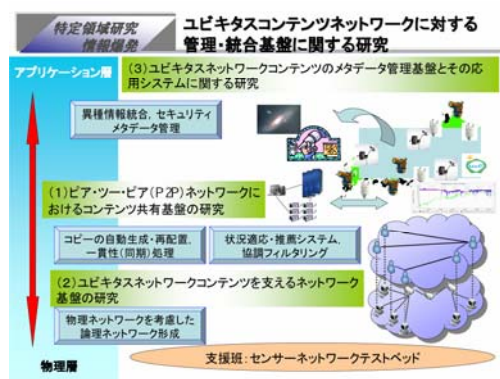 特定領域研究
情報爆発
ユビキタスコンテンツネットワークに対する
管理・統合基盤に関する研究
アプリケーション層
(3)ユビキタスネットワークコンテンツのメタデータ管理基盤とその応
用システムに関する研究
異種情報統合, セキュリティ
メタデータ管理
(1)ピア・ツー・ピア(P2P)ネットワークに
おけるコンテンツ共有基盤の研究
コピーの自動生成・再配置、
一貫性(同期)処理
状況適応・推薦システム,
協調フィルタリング
(2)ユビキタスネットワークコンテンツを支えるネットワーク
基盤の研究
物理ネットワークを考慮した
論理ネットワーク形成
物理層
支援班:センサーネットワークテストベッド